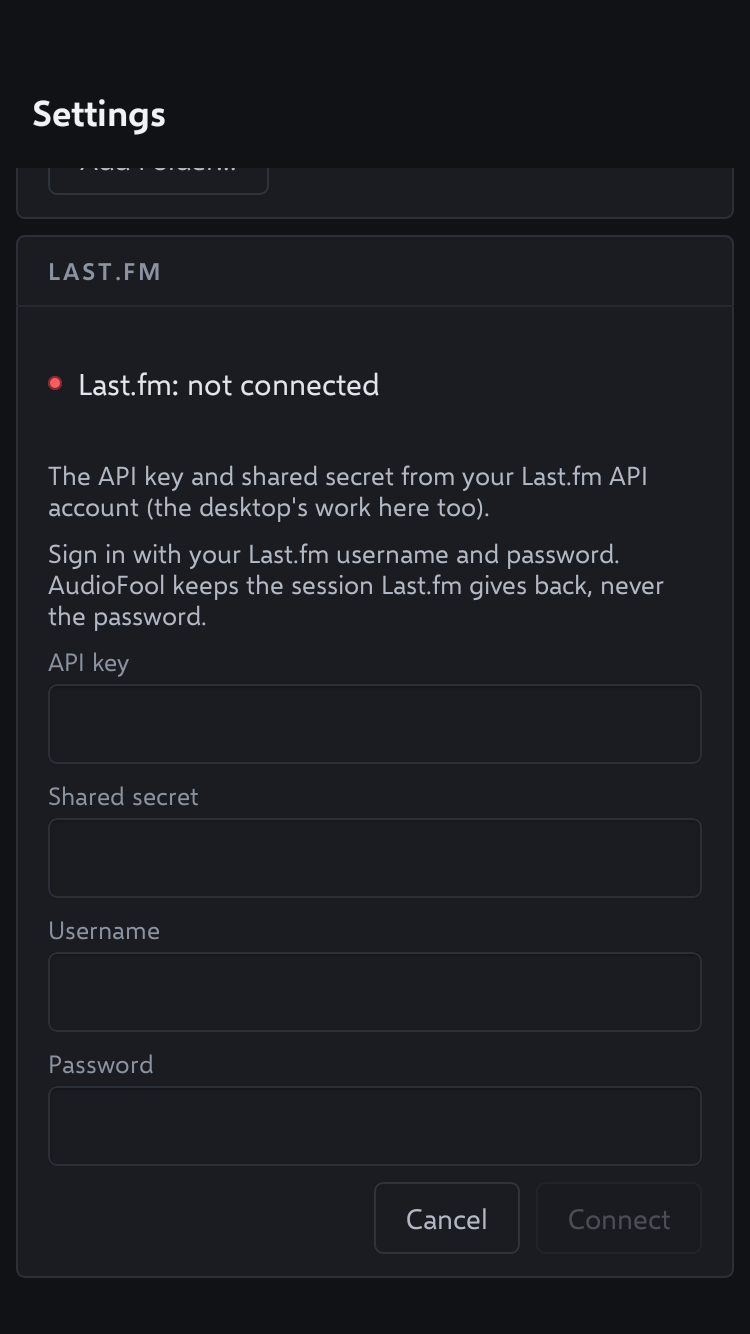 Settings
Add Folder...
LAST.FM
Last.fm: not connected
The API key and shared secret from your Last.fm API
account (the desktop's work here too).
Sign in with your Last.fm username and password.
AudioFool keeps the session Last.fm gives back, never
the password.
API key
Shared secret
Username
Password
Cancel
Connect